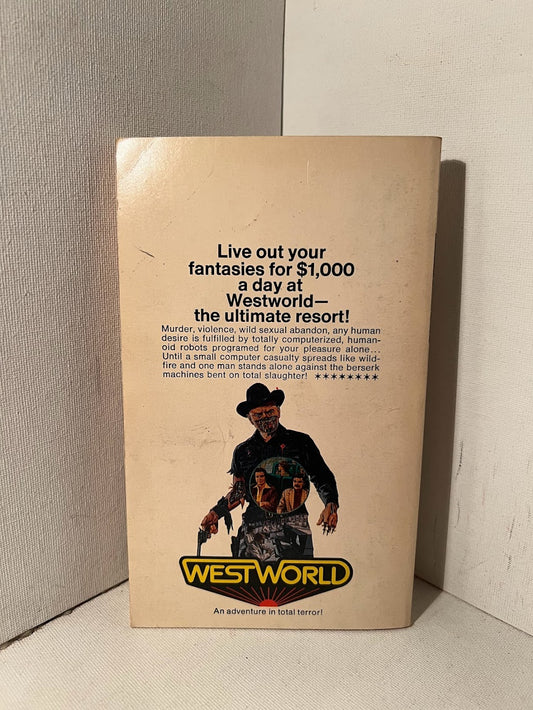 Live out your
fantasies for $1,000
a day at
Westworld—
the ultimate resort!
Murder, violence, wild sexual abandon, any human
desire is fulfilled by totally computerized, human-
oid robots programed for your pleasure alone...
Until a small computer casualty spreads like wild-
fire and one man stands alone against the berserk
machines bent on total slaughter! ✶✶✶✶✶✶✶✶
WESTWORLD
An adventure in total terror!